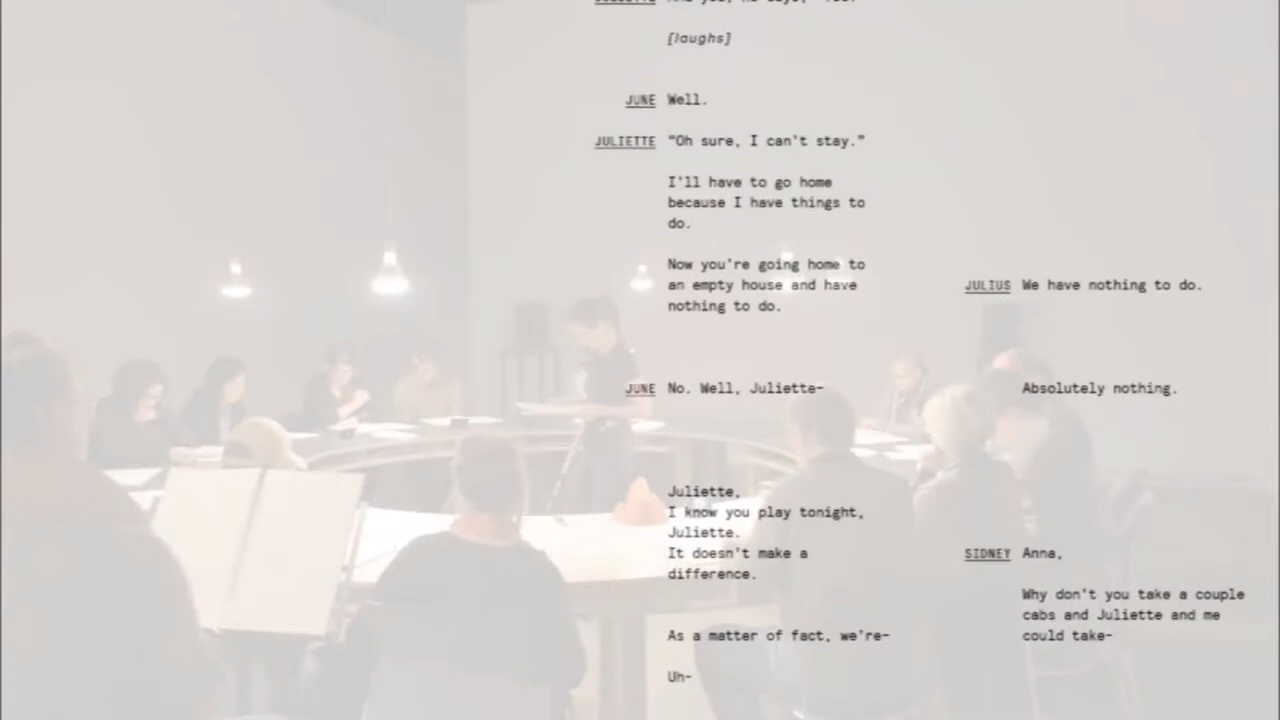 [laughs]
JUNE Well.
JULIETTE "Oh sure, I can't stay."
I'll have to go home
because I have things to
do.
Now you're going home to
an empty house and have
nothing to do.
JULIUS We have nothing to do.
JUNE No. Well, Juliette-
Absolutely nothing.
Juliette,
I know you play tonight,
Juliette.
It doesn't make a
difference.
SIDNEY Anna,
Why don't you take a couple
cabs and Juliette and me
could take-
As a matter of fact, we're-
Uh-